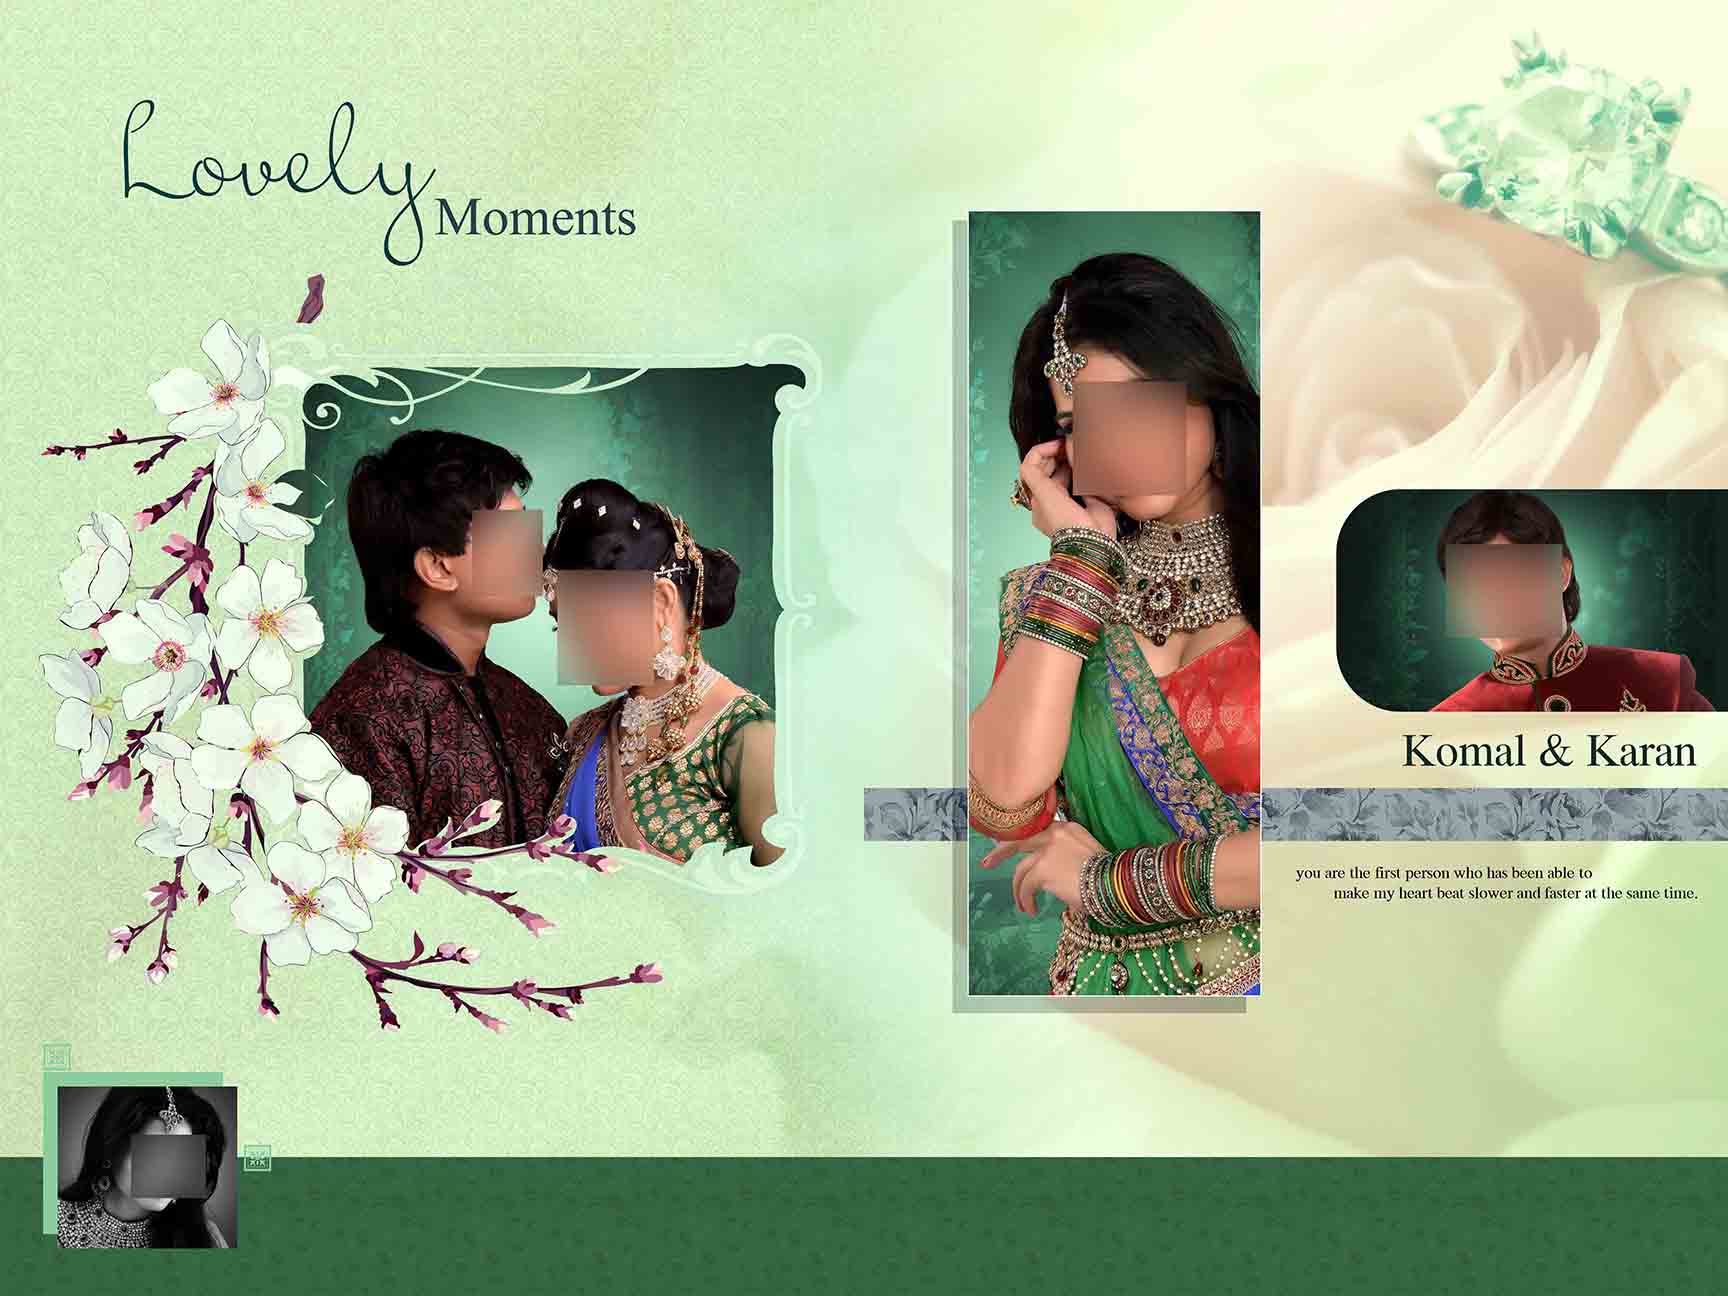 Lovely
Moments
Komal & Karan
you are the first person who has been able to
make my heart beat slower and faster at the same time.